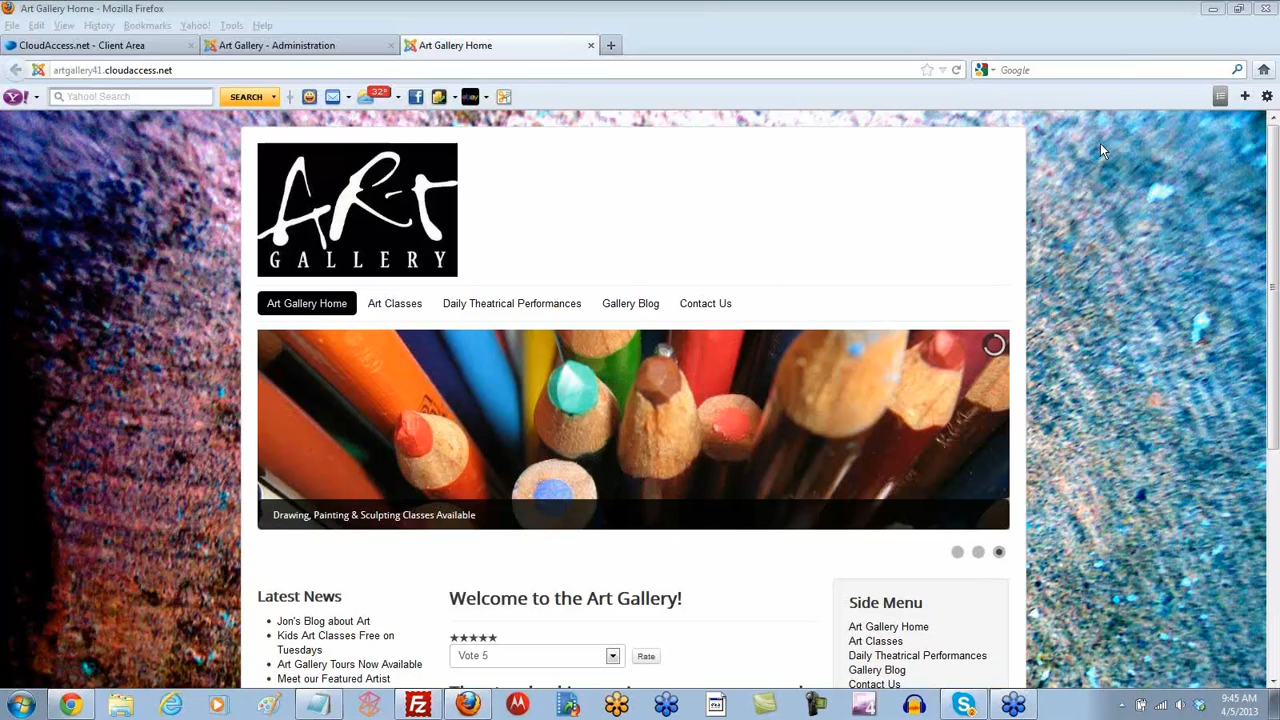 Art Gallery Home - Mozilla Firefox
File Edit View History Bookmarks Yahoo! Tools Help
CloudAccess.net - Client Area × Art Gallery - Administration × Art Gallery Home ×
artgallery41.cloudaccess.net Google
Y! Yahoo! Search SEARCH 32° ebay
ART
GALLERY
Art Gallery Home Art Classes Daily Theatrical Performances Gallery Blog Contact Us
Drawing, Painting & Sculpting Classes Available
Latest News
Jon's Blog about Art
Kids Art Classes Free on
Tuesdays
Art Gallery Tours Now Available
Meet our Featured Artist
Welcome to the Art Gallery!
Vote 5 Rate
Side Menu
Art Gallery Home
Art Classes
Daily Theatrical Performances
Gallery Blog
Contact Us
9:45 AM
4/5/2013